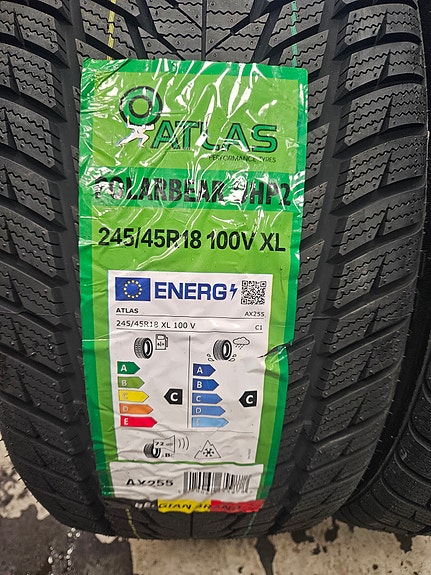 ATLAS
PERFORMANCE TYRES
POLARBEAR UHP2
245/45R18 100V XL
ENERG
ATLAS AX255
245/45R18 XL 100 V C1
A A
B B
C C C C
D D
E E
72
B
AX255
BELGIAN